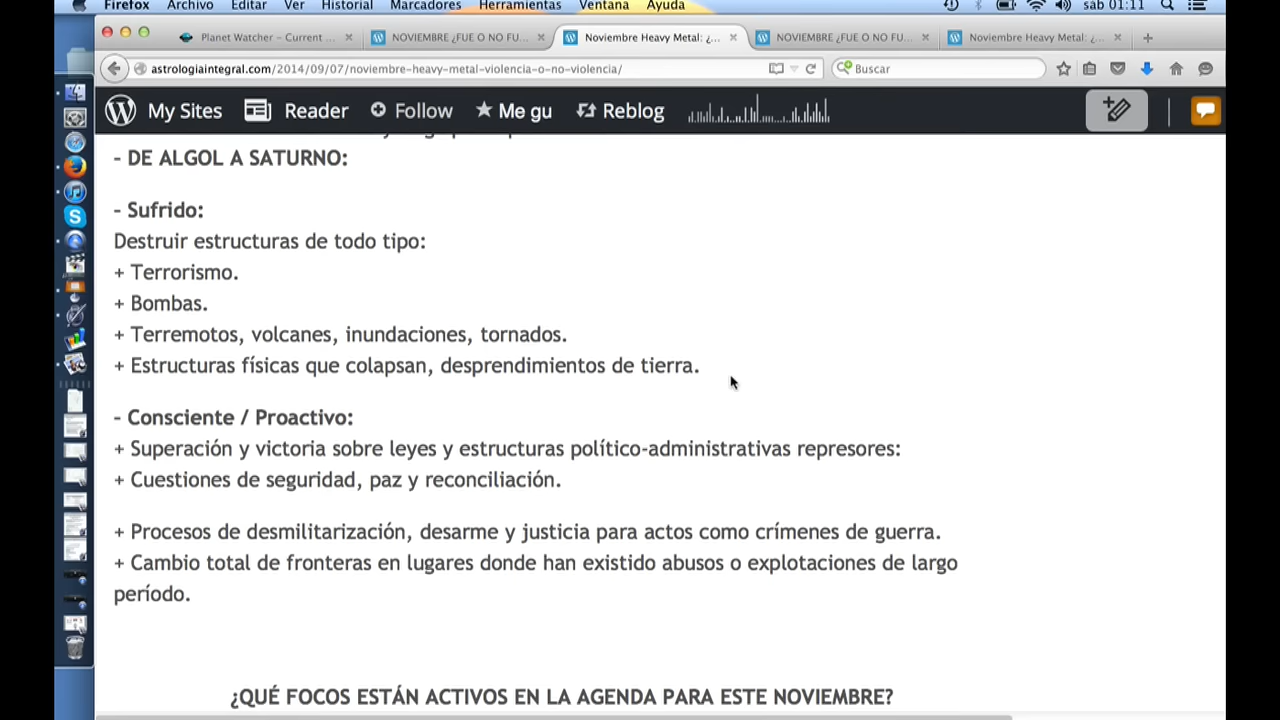 Firefox Archivo Editar Ver Historial Marcadores Herramientas Ventana Ayuda sáb 01:11
Planet Watcher – Current ... NOVIEMBRE ¿FUE O NO FU... Noviembre Heavy Metal: ¿... NOVIEMBRE ¿FUE O NO FU... Noviembre Heavy Metal: ¿...
astrologiaintegral.com/2014/09/07/noviembre-heavy-metal-violencia-o-no-violencia/ Buscar
My Sites Reader Follow Me gu Reblog
- DE ALGOL A SATURNO:
- Sufrido:
Destruir estructuras de todo tipo:
+ Terrorismo.
+ Bombas.
+ Terremotos, volcanes, inundaciones, tornados.
+ Estructuras físicas que colapsan, desprendimientos de tierra.
- Consciente / Proactivo:
+ Superación y victoria sobre leyes y estructuras político-administrativas represores:
+ Cuestiones de seguridad, paz y reconciliación.
+ Procesos de desmilitarización, desarme y justicia para actos como crímenes de guerra.
+ Cambio total de fronteras en lugares donde han existido abusos o explotaciones de largo
período.
¿QUÉ FOCOS ESTÁN ACTIVOS EN LA AGENDA PARA ESTE NOVIEMBRE?